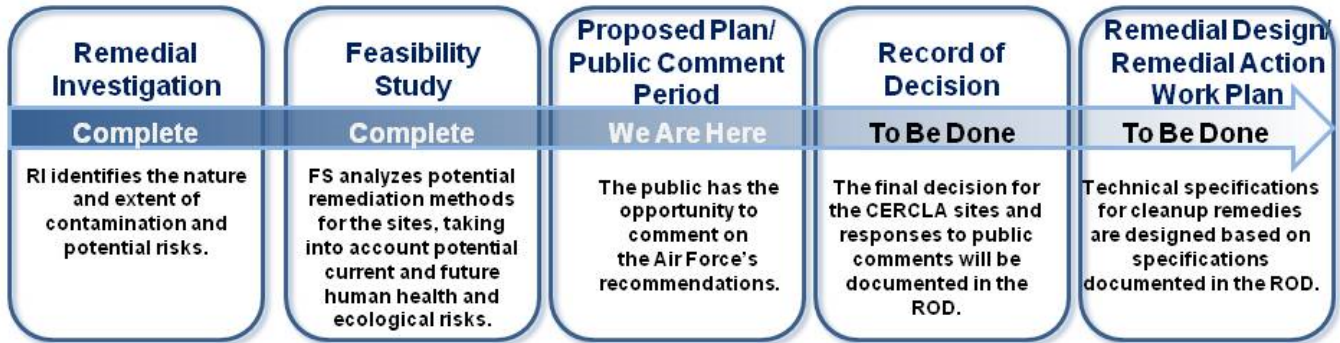 Remedial
Investigation
Complete
RI identifies the nature
and extent of
contamination and
potential risks.
Feasibility
Study
Complete
FS analyzes potential
remediation methods
for the sites, taking
into account potential
current and future
human health and
ecological risks.
Proposed Plan/
Public Comment
Period
We Are Here
The public has the
opportunity to
comment on
the Air Force's
recommendations.
Record of
Decision
To Be Done
The final decision for
the CERCLA sites and
responses to public
comments will be
documented in the
ROD.
Remedial Design/
Remedial Action
Work Plan
To Be Done
Technical specifications
for cleanup remedies
are designed based on
specifications
documented in the ROD.